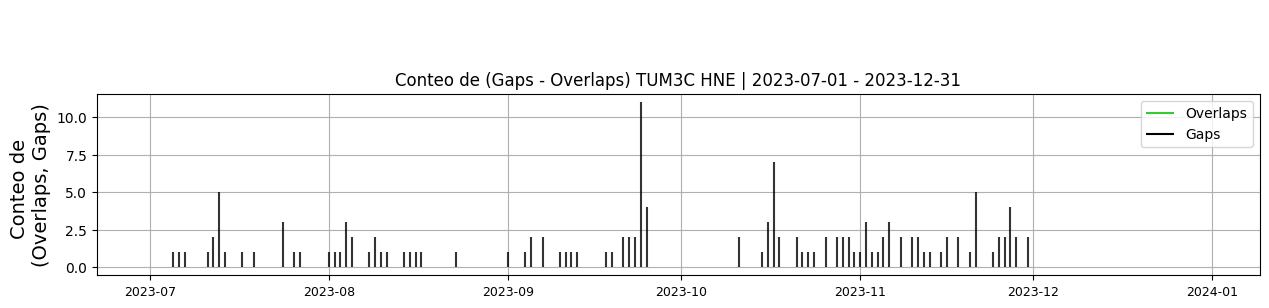 Conteo de (Gaps - Overlaps) TUM3C HNE | 2023-07-01 - 2023-12-31
Conteo de
(Overlaps, Gaps)
10.0
7.5
5.0
2.5
0.0
Overlaps
Gaps
2023-07
2023-08
2023-09
2023-10
2023-11
2023-12
2024-01